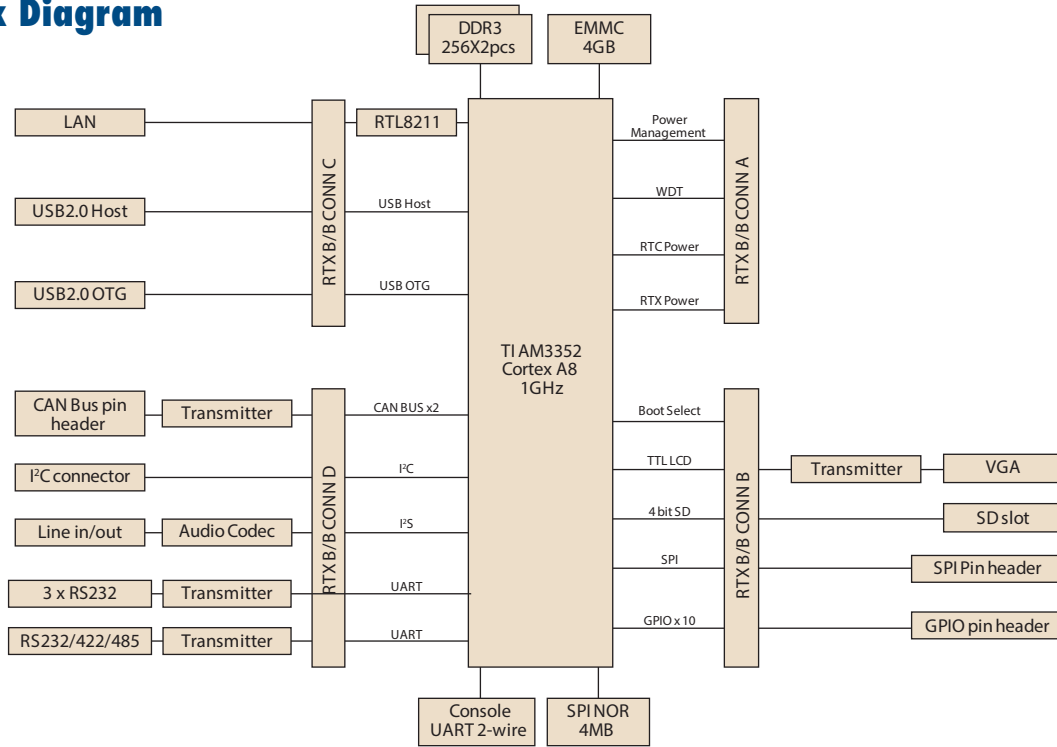 k Diagram
DDR3
256X2pcs
EMMC
4GB
LAN
RTL8211
USB2.0 Host
USB Host
USB2.0 OTG
USB OTG
RTX B/B CONN C
Power
Management
WDT
RTC Power
RTX Power
RTX B/B CONN A
TI AM3352
Cortex A8
1GHz
CAN Bus pin
header
Transmitter
CAN BUS x2
I²C connector
I²C
Line in/out
Audio Codec
I²S
3 x RS232
Transmitter
UART
RS232/422/485
Transmitter
UART
RTX B/B CONN D
Boot Select
TTL LCD
4 bit SD
SPI
GPIO x 10
RTX B/B CONN B
Transmitter
VGA
SD slot
SPI Pin header
GPIO pin header
Console
UART 2-wire
SPI NOR
4MB